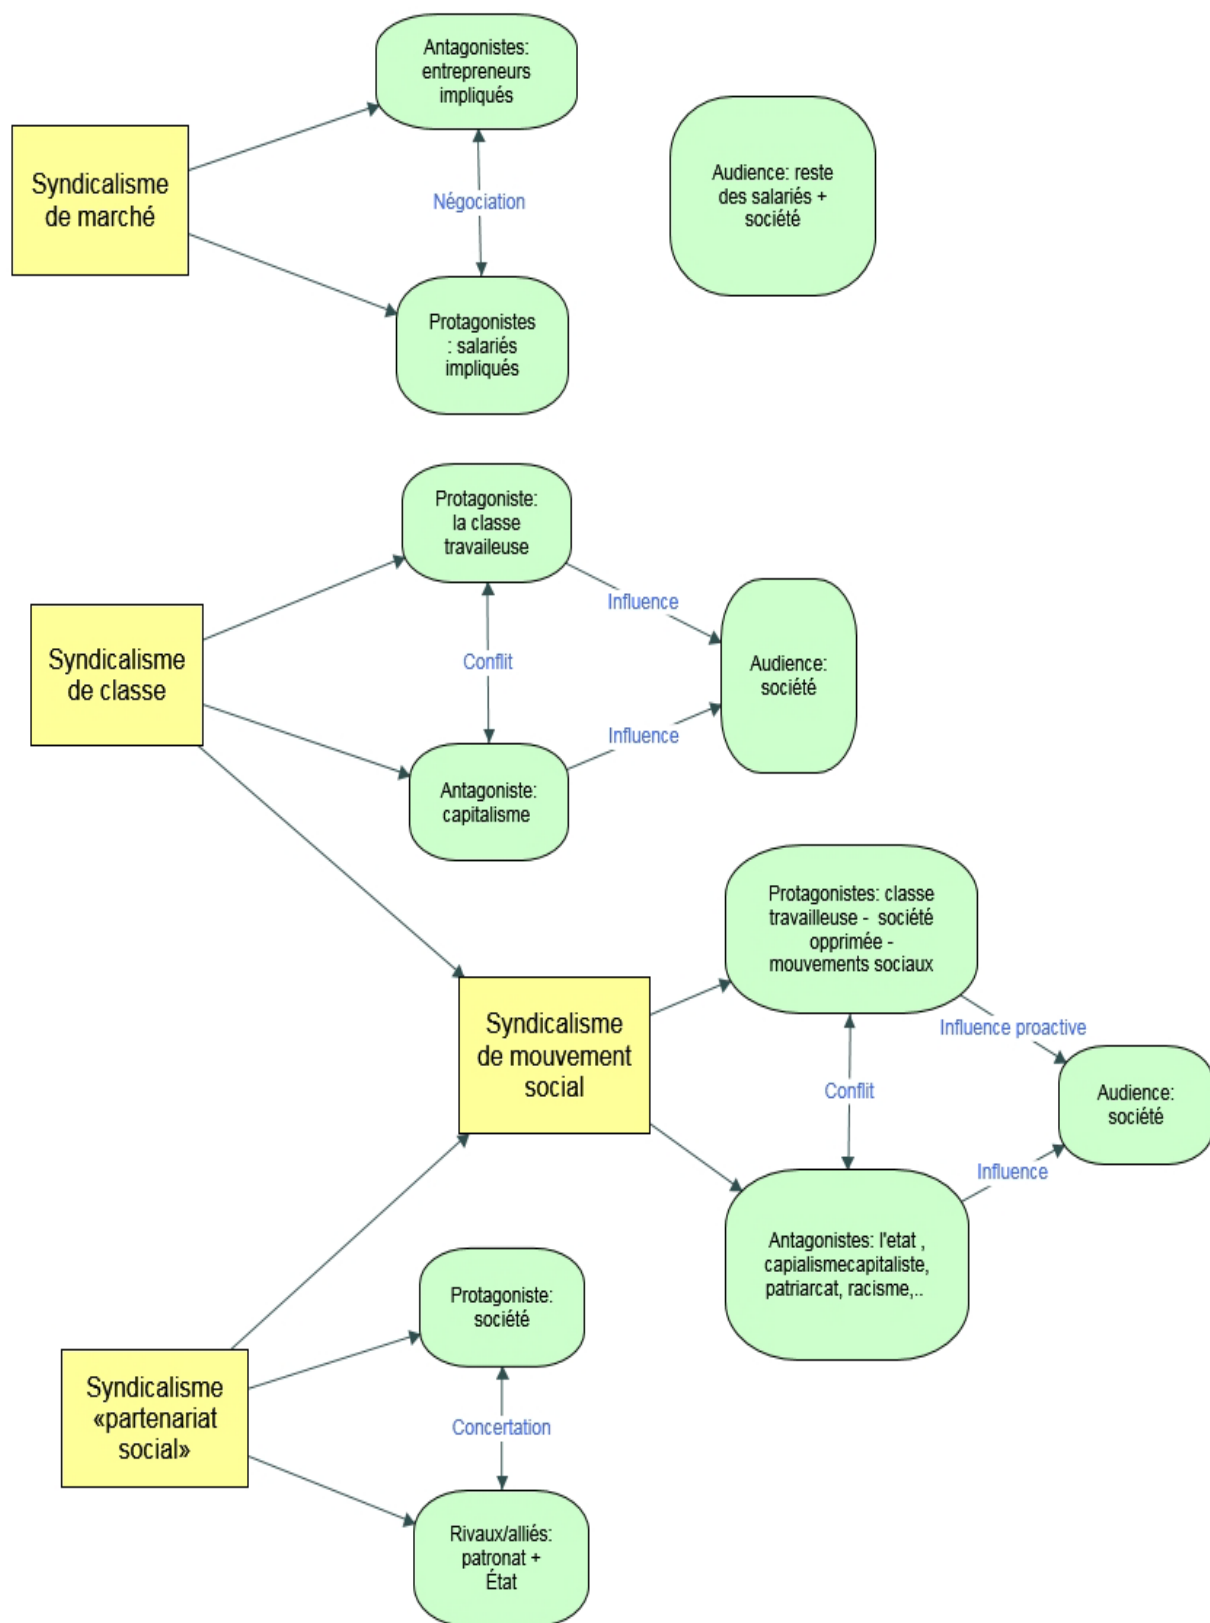 Antagonistes:
entrepreneurs
impliqués
Syndicalisme
de marché
Négociation
Audience: reste
des salariés +
société
Protagonistes
: salariés
impliqués
Protagoniste:
la classe
travaileuse
Influence
Syndicalisme
de classe
Conflit
Audience:
société
Influence
Antagoniste:
capitalisme
Protagonistes: classe
travailleuse - société
opprimée -
mouvements sociaux
Syndicalisme
de mouvement
social
Influence proactive
Conflit
Audience:
société
Influence
Antagonistes: l'etat ,
capialismecapitaliste,
patriarcat, racisme,..
Protagoniste:
société
Syndicalisme
«partenariat
social»
Concertation
Rivaux/alliés:
patronat +
État